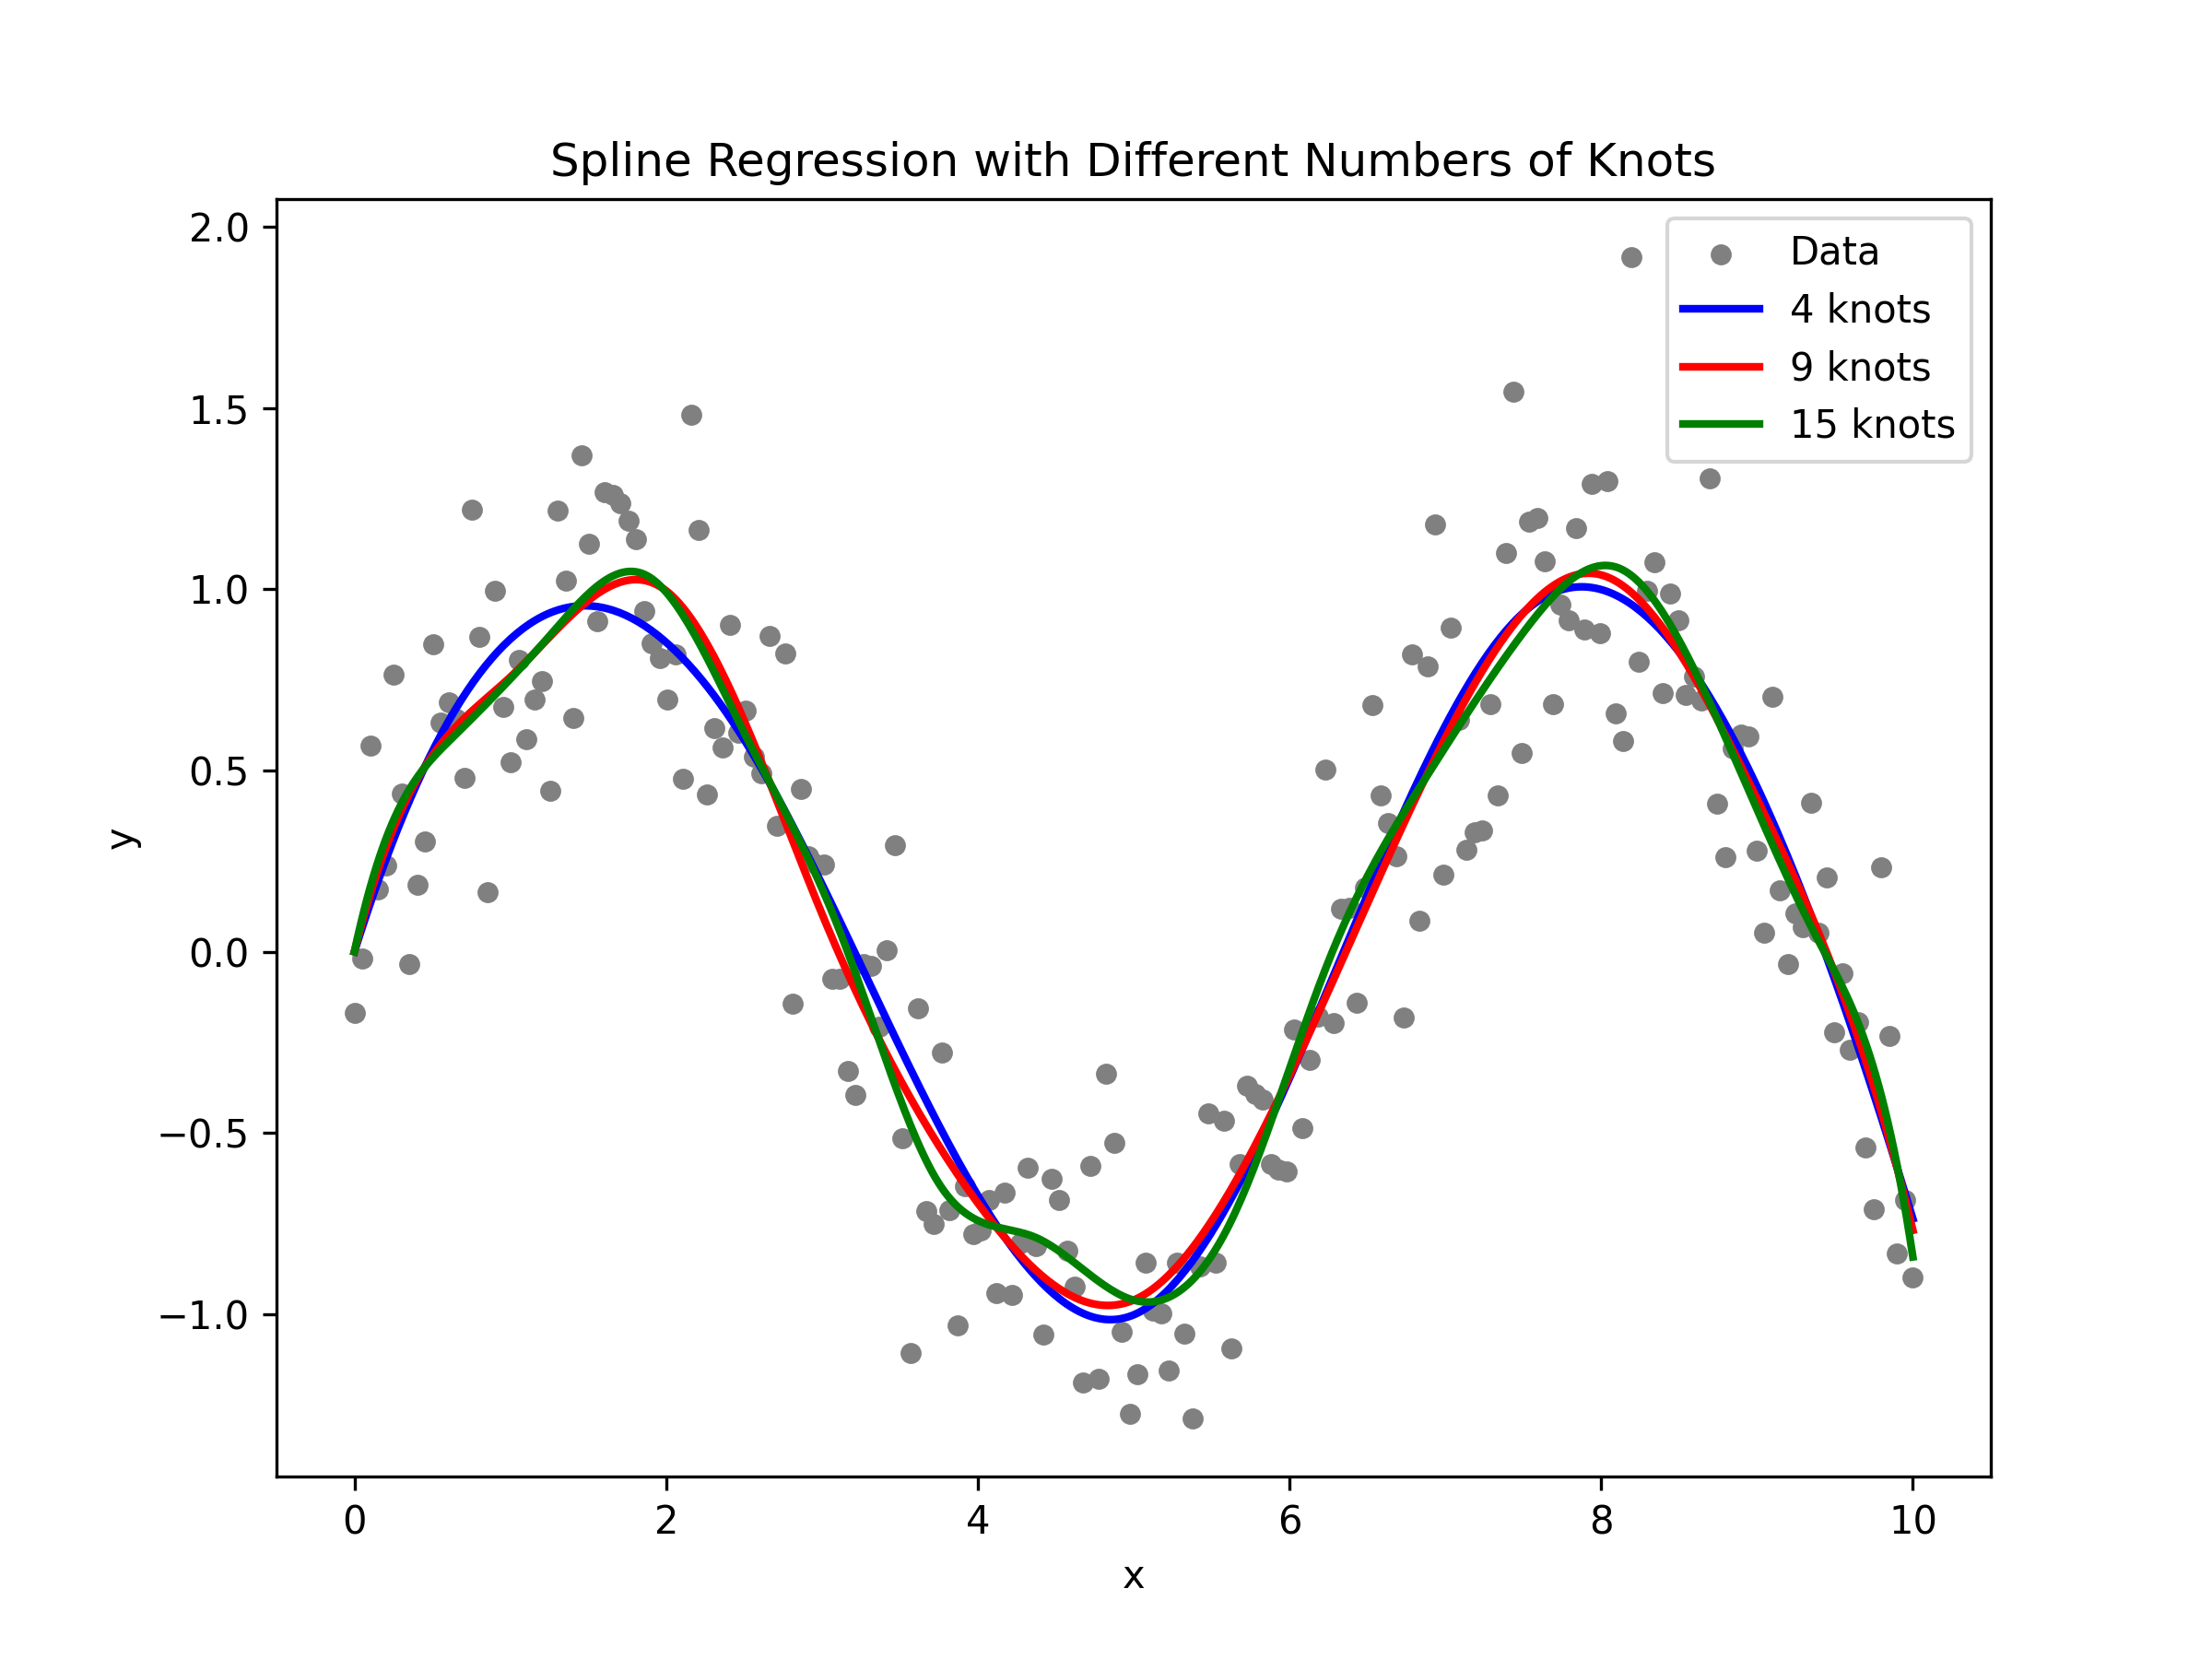 Spline Regression with Different Numbers of Knots
2.0
1.5
1.0
0.5
0.0
−0.5
−1.0
y
Data
4 knots
9 knots
15 knots
0 2 4 6 8 10
x